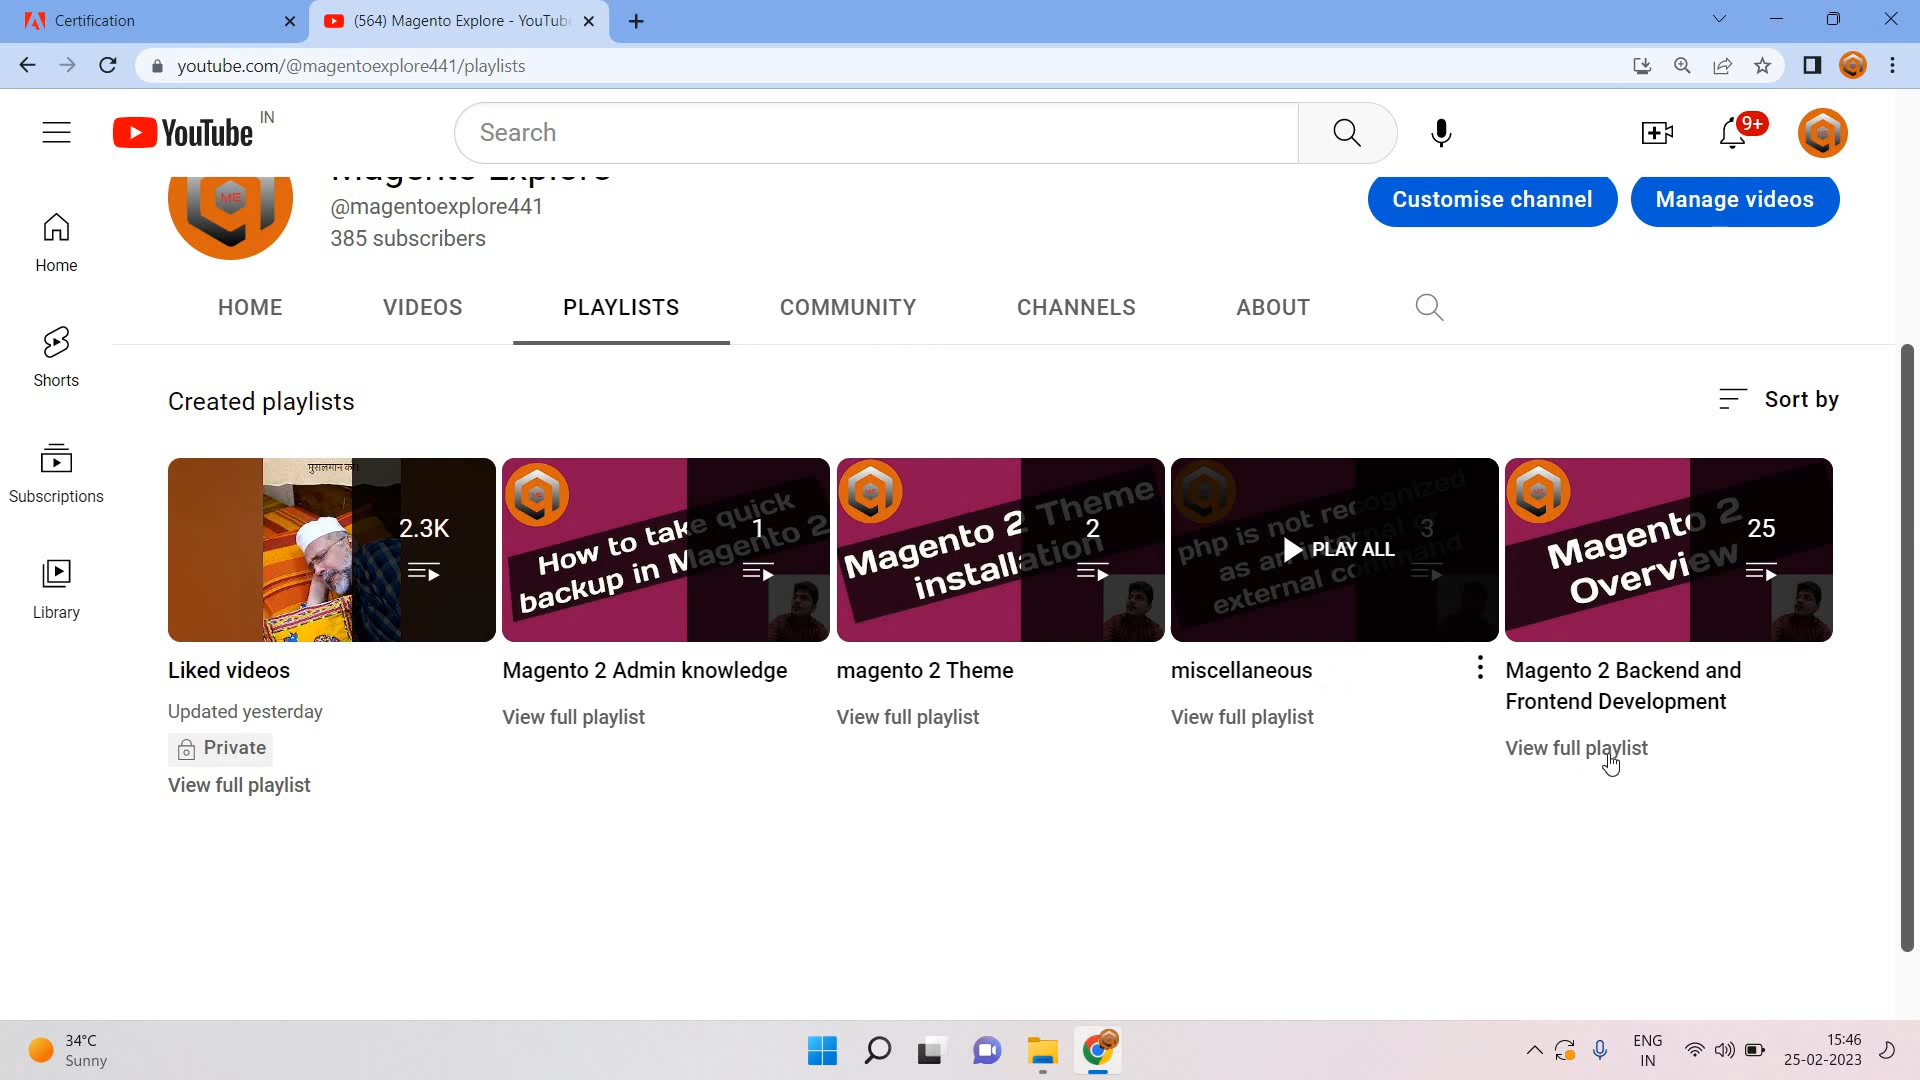 Certification
(564) Magento Explore - YouTube
youtube.com/@magentoexplore441/playlists
YouTube IN
Search
9+
Magento Explore
@magentoexplore441
385 subscribers
Customise channel
Manage videos
Home
Shorts
Subscriptions
Library
HOME
VIDEOS
PLAYLISTS
COMMUNITY
CHANNELS
ABOUT
Created playlists
Sort by
2.3K
How to take quick
backup in Magento 2
1
Magento 2 Theme
installation
2
php is not recognized
as an internal or
external command
PLAY ALL
3
Magento 2
Overview
25
Liked videos
Updated yesterday
Private
View full playlist
Magento 2 Admin knowledge
View full playlist
magento 2 Theme
View full playlist
miscellaneous
View full playlist
Magento 2 Backend and
Frontend Development
View full playlist
34°C
Sunny
ENG
IN
15:46
25-02-2023